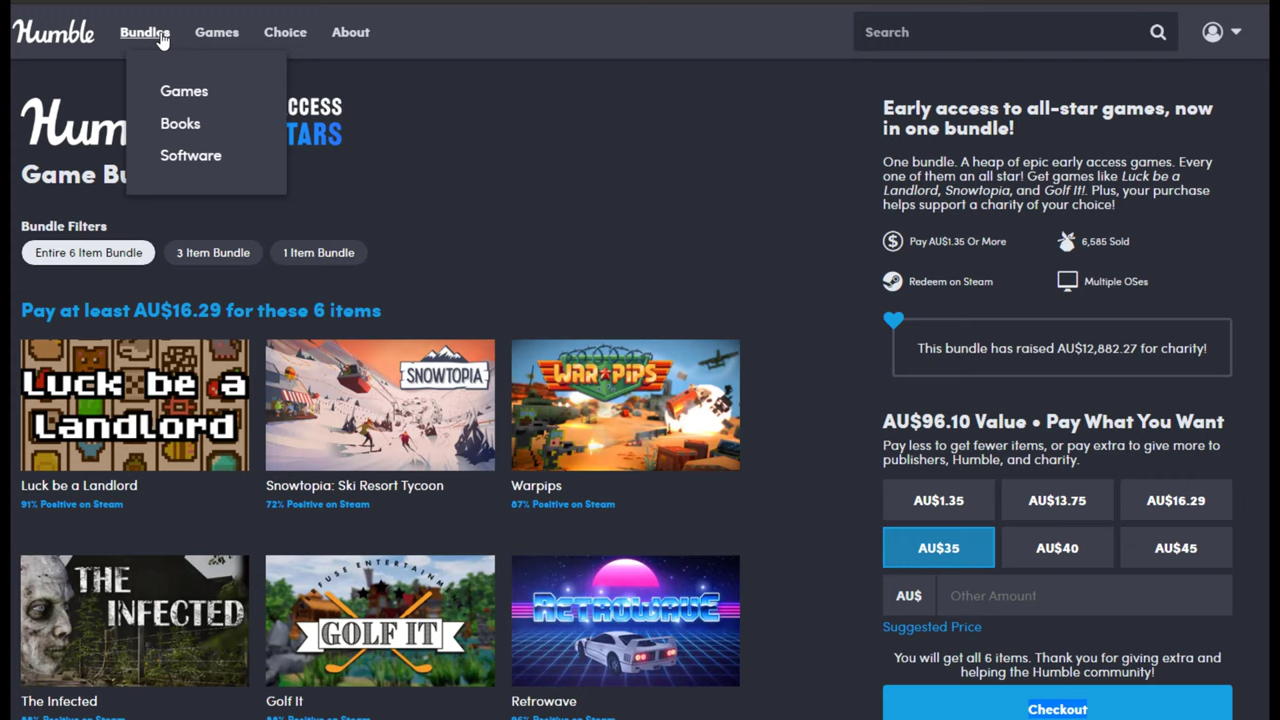 Humble
Bundles
Games
Choice
About
Search
Games
Books
Software
Hum
CCESS
TARS
Game Bu
Bundle Filters
Entire 6 Item Bundle
3 Item Bundle
1 Item Bundle
Pay at least AU$16.29 for these 6 items
Luck be a
Landlord
SNOWTOPIA
WARPIPS
Luck be a Landlord
Snowtopia: Ski Resort Tycoon
Warpips
91% Positive on Steam
72% Positive on Steam
87% Positive on Steam
THE
INFECTED
FUSE ENTERTAINM
GOLF IT
RETROWAVE
The Infected
Golf It
Retrowave
Early access to all-star games, now
in one bundle!
One bundle. A heap of epic early access games. Every
one of them an all star! Get games like Luck be a
Landlord, Snowtopia, and Golf It!. Plus, your purchase
helps support a charity of your choice!
Pay AU$1.35 Or More
6,585 Sold
Redeem on Steam
Multiple OSes
This bundle has raised AU$12,882.27 for charity!
AU$96.10 Value • Pay What You Want
Pay less to get fewer items, or pay extra to give more to
publishers, Humble, and charity.
AU$1.35
AU$13.75
AU$16.29
AU$35
AU$40
AU$45
AU$
Other Amount
Suggested Price
You will get all 6 items. Thank you for giving extra and
helping the Humble community!
Checkout